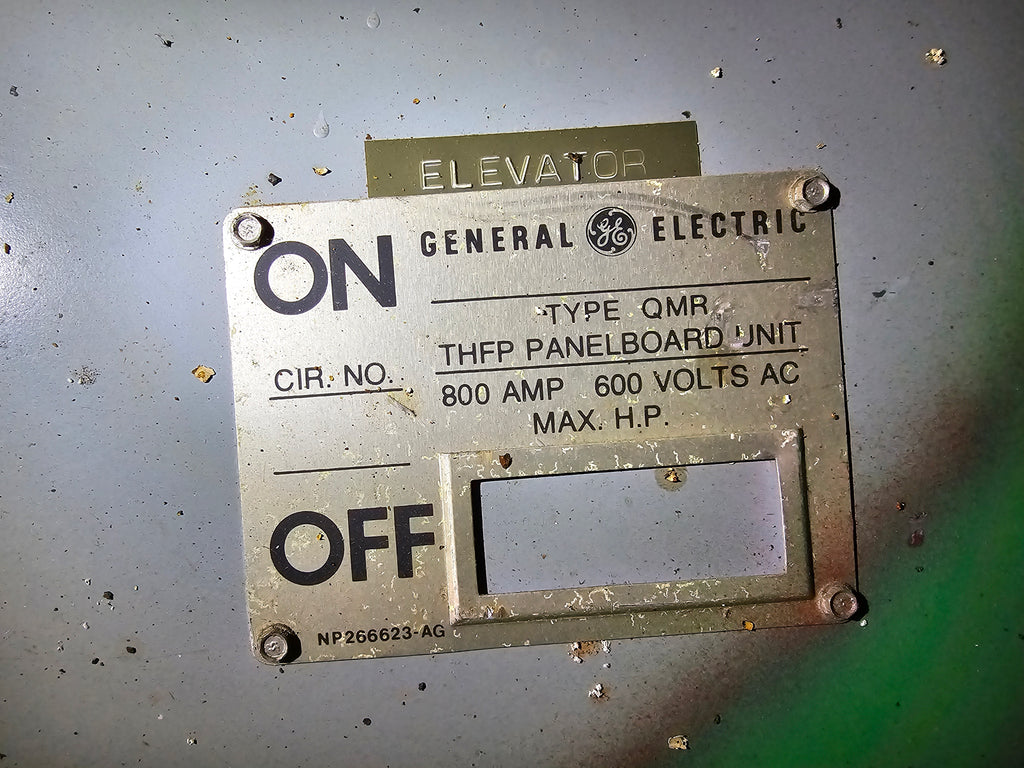 ELEVATOR
GENERAL GE ELECTRIC
ON
TYPE QMR
THFP PANELBOARD UNIT
CIR. NO.
800 AMP 600 VOLTS AC
MAX. H.P.
OFF
NP266623-AG